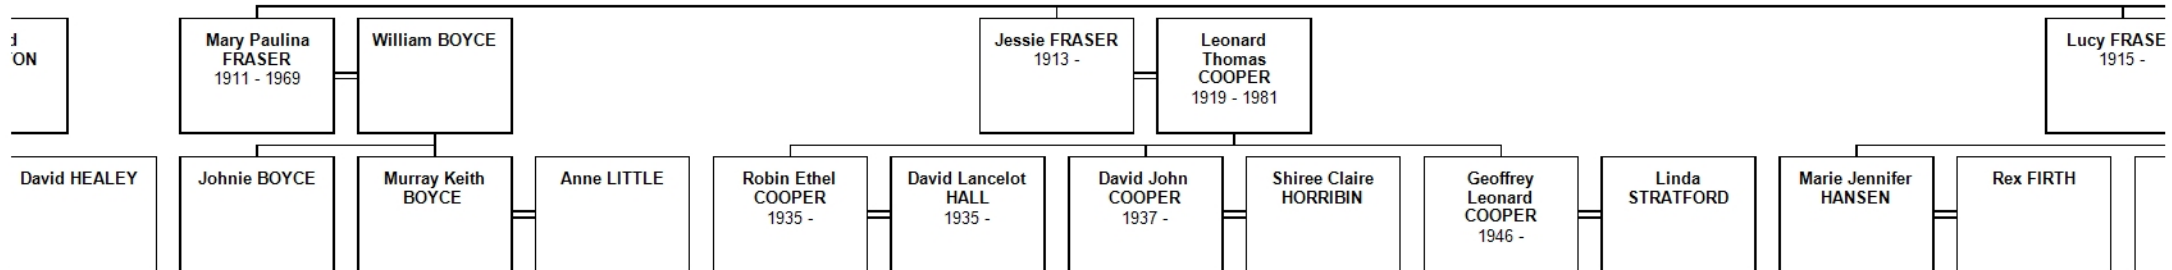 d
ON
Mary Paulina
FRASER
1911 - 1969
William BOYCE
Jessie FRASER
1913 -
Leonard
Thomas
COOPER
1919 - 1981
Lucy FRASE
1915 -
David HEALEY
Johnie BOYCE
Murray Keith
BOYCE
Anne LITTLE
Robin Ethel
COOPER
1935 -
David Lancelot
HALL
1935 -
David John
COOPER
1937 -
Shiree Claire
HORRIBIN
Geoffrey
Leonard
COOPER
1946 -
Linda
STRATFORD
Marie Jennifer
HANSEN
Rex FIRTH